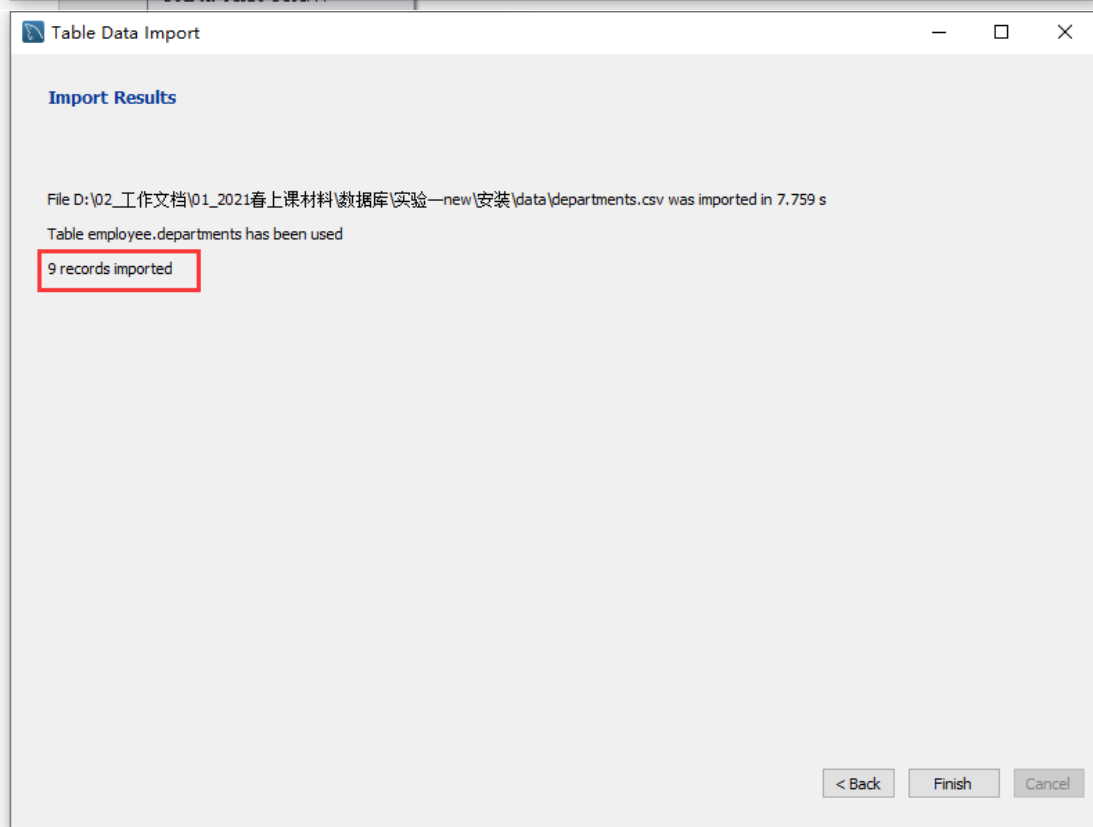 Table Data Import
Import Results
File D:\02_工作文档\01_2021春上课材料\数据库\实验一new\安装\data\departments.csv was imported in 7.759 s
Table employee.departments has been used
9 records imported
< Back
Finish
Cancel